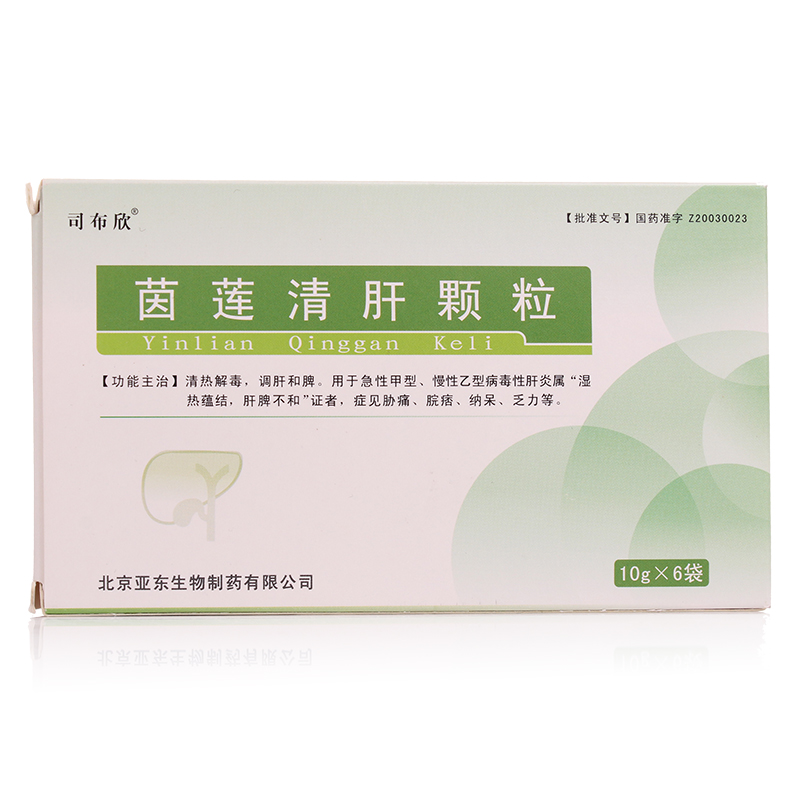 司布欣®
【批准文号】国药准字 Z20030023
茵莲清肝颗粒
Yinlian Qinggan Keli
【功能主治】清热解毒，调肝和脾。用于急性甲型、慢性乙型病毒性肝炎属“湿
热蕴结，肝脾不和”证者，症见胁痛、脘痞、纳呆、乏力等。
10g×6袋
北京亚东生物制药有限公司